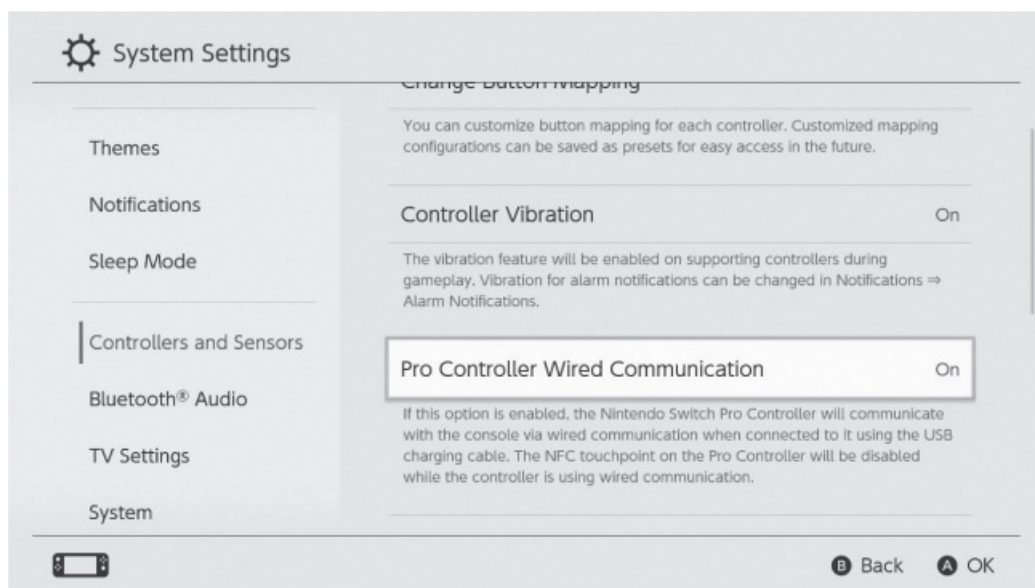 System Settings
Change Button Mapping
You can customize button mapping for each controller. Customized mapping
configurations can be saved as presets for easy access in the future.
Themes
Notifications
Controller Vibration On
Sleep Mode
The vibration feature will be enabled on supporting controllers during
gameplay. Vibration for alarm notifications can be changed in Notifications ⇒
Alarm Notifications.
Controllers and Sensors
Pro Controller Wired Communication On
Bluetooth® Audio
If this option is enabled, the Nintendo Switch Pro Controller will communicate
with the console via wired communication when connected to it using the USB
charging cable. The NFC touchpoint on the Pro Controller will be disabled
while the controller is using wired communication.
TV Settings
System
B Back A OK